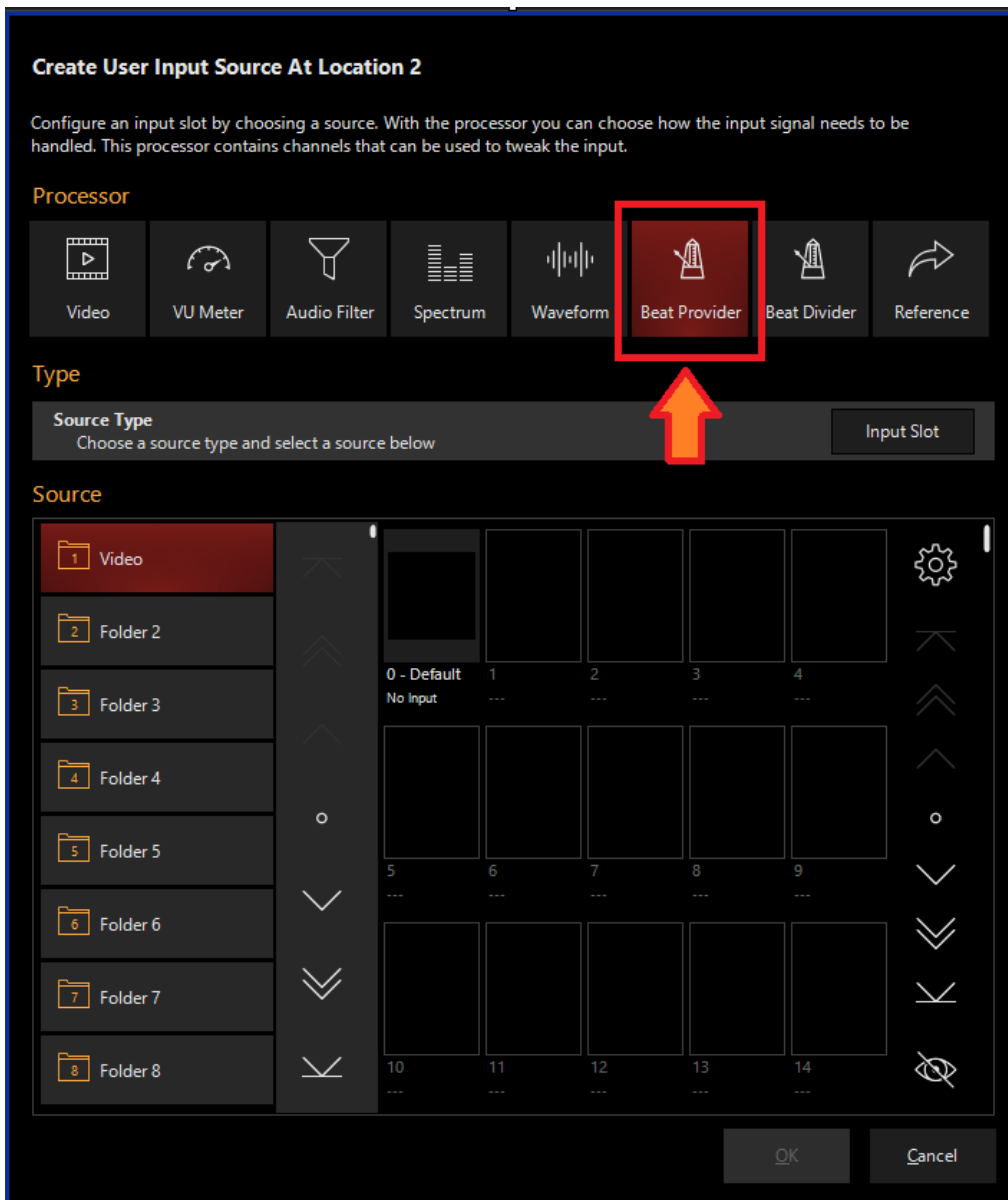 Create User Input Source At Location 2
Configure an input slot by choosing a source. With the processor you can choose how the input signal needs to be
handled. This processor contains channels that can be used to tweak the input.
Processor
Video VU Meter Audio Filter Spectrum Waveform Beat Provider Beat Divider Reference
Type
Source Type
Choose a source type and select a source below
Input Slot
Source
1 Video
2 Folder 2
3 Folder 3
4 Folder 4
5 Folder 5
6 Folder 6
7 Folder 7
8 Folder 8
0 - Default 1 2 3 4
No Input --- --- --- ---
5 6 7 8 9
--- --- --- --- ---
10 11 12 13 14
--- --- --- --- ---
OK Cancel